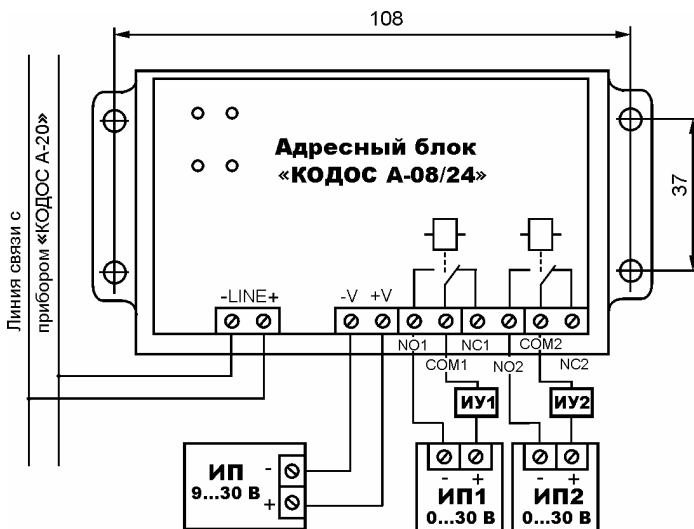 108
Адресный блок
«КОДОС А-08/24»
37
Линия связи с
прибором «КОДОС А-20»
-LINE+
-V +V
NO1
COM1
NC1
NO2
COM2
NC2
ИУ1
ИУ2
ИП
9...30 В
-
+
- +
ИП1
0...30 В
- +
ИП2
0...30 В